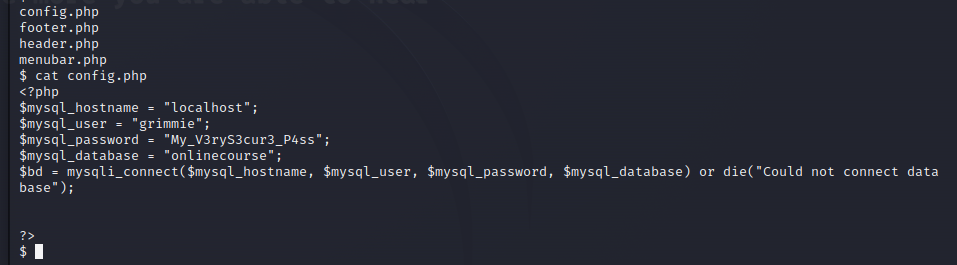 config.php
footer.php
header.php
menubar.php
$ cat config.php
<?php
$mysql_hostname = "localhost";
$mysql_user = "grimmie";
$mysql_password = "My_V3ryS3cur3_P4ss";
$mysql_database = "onlinecourse";
$bd = mysqli_connect($mysql_hostname, $mysql_user, $mysql_password, $mysql_database) or die("Could not connect data
base");
?>
$